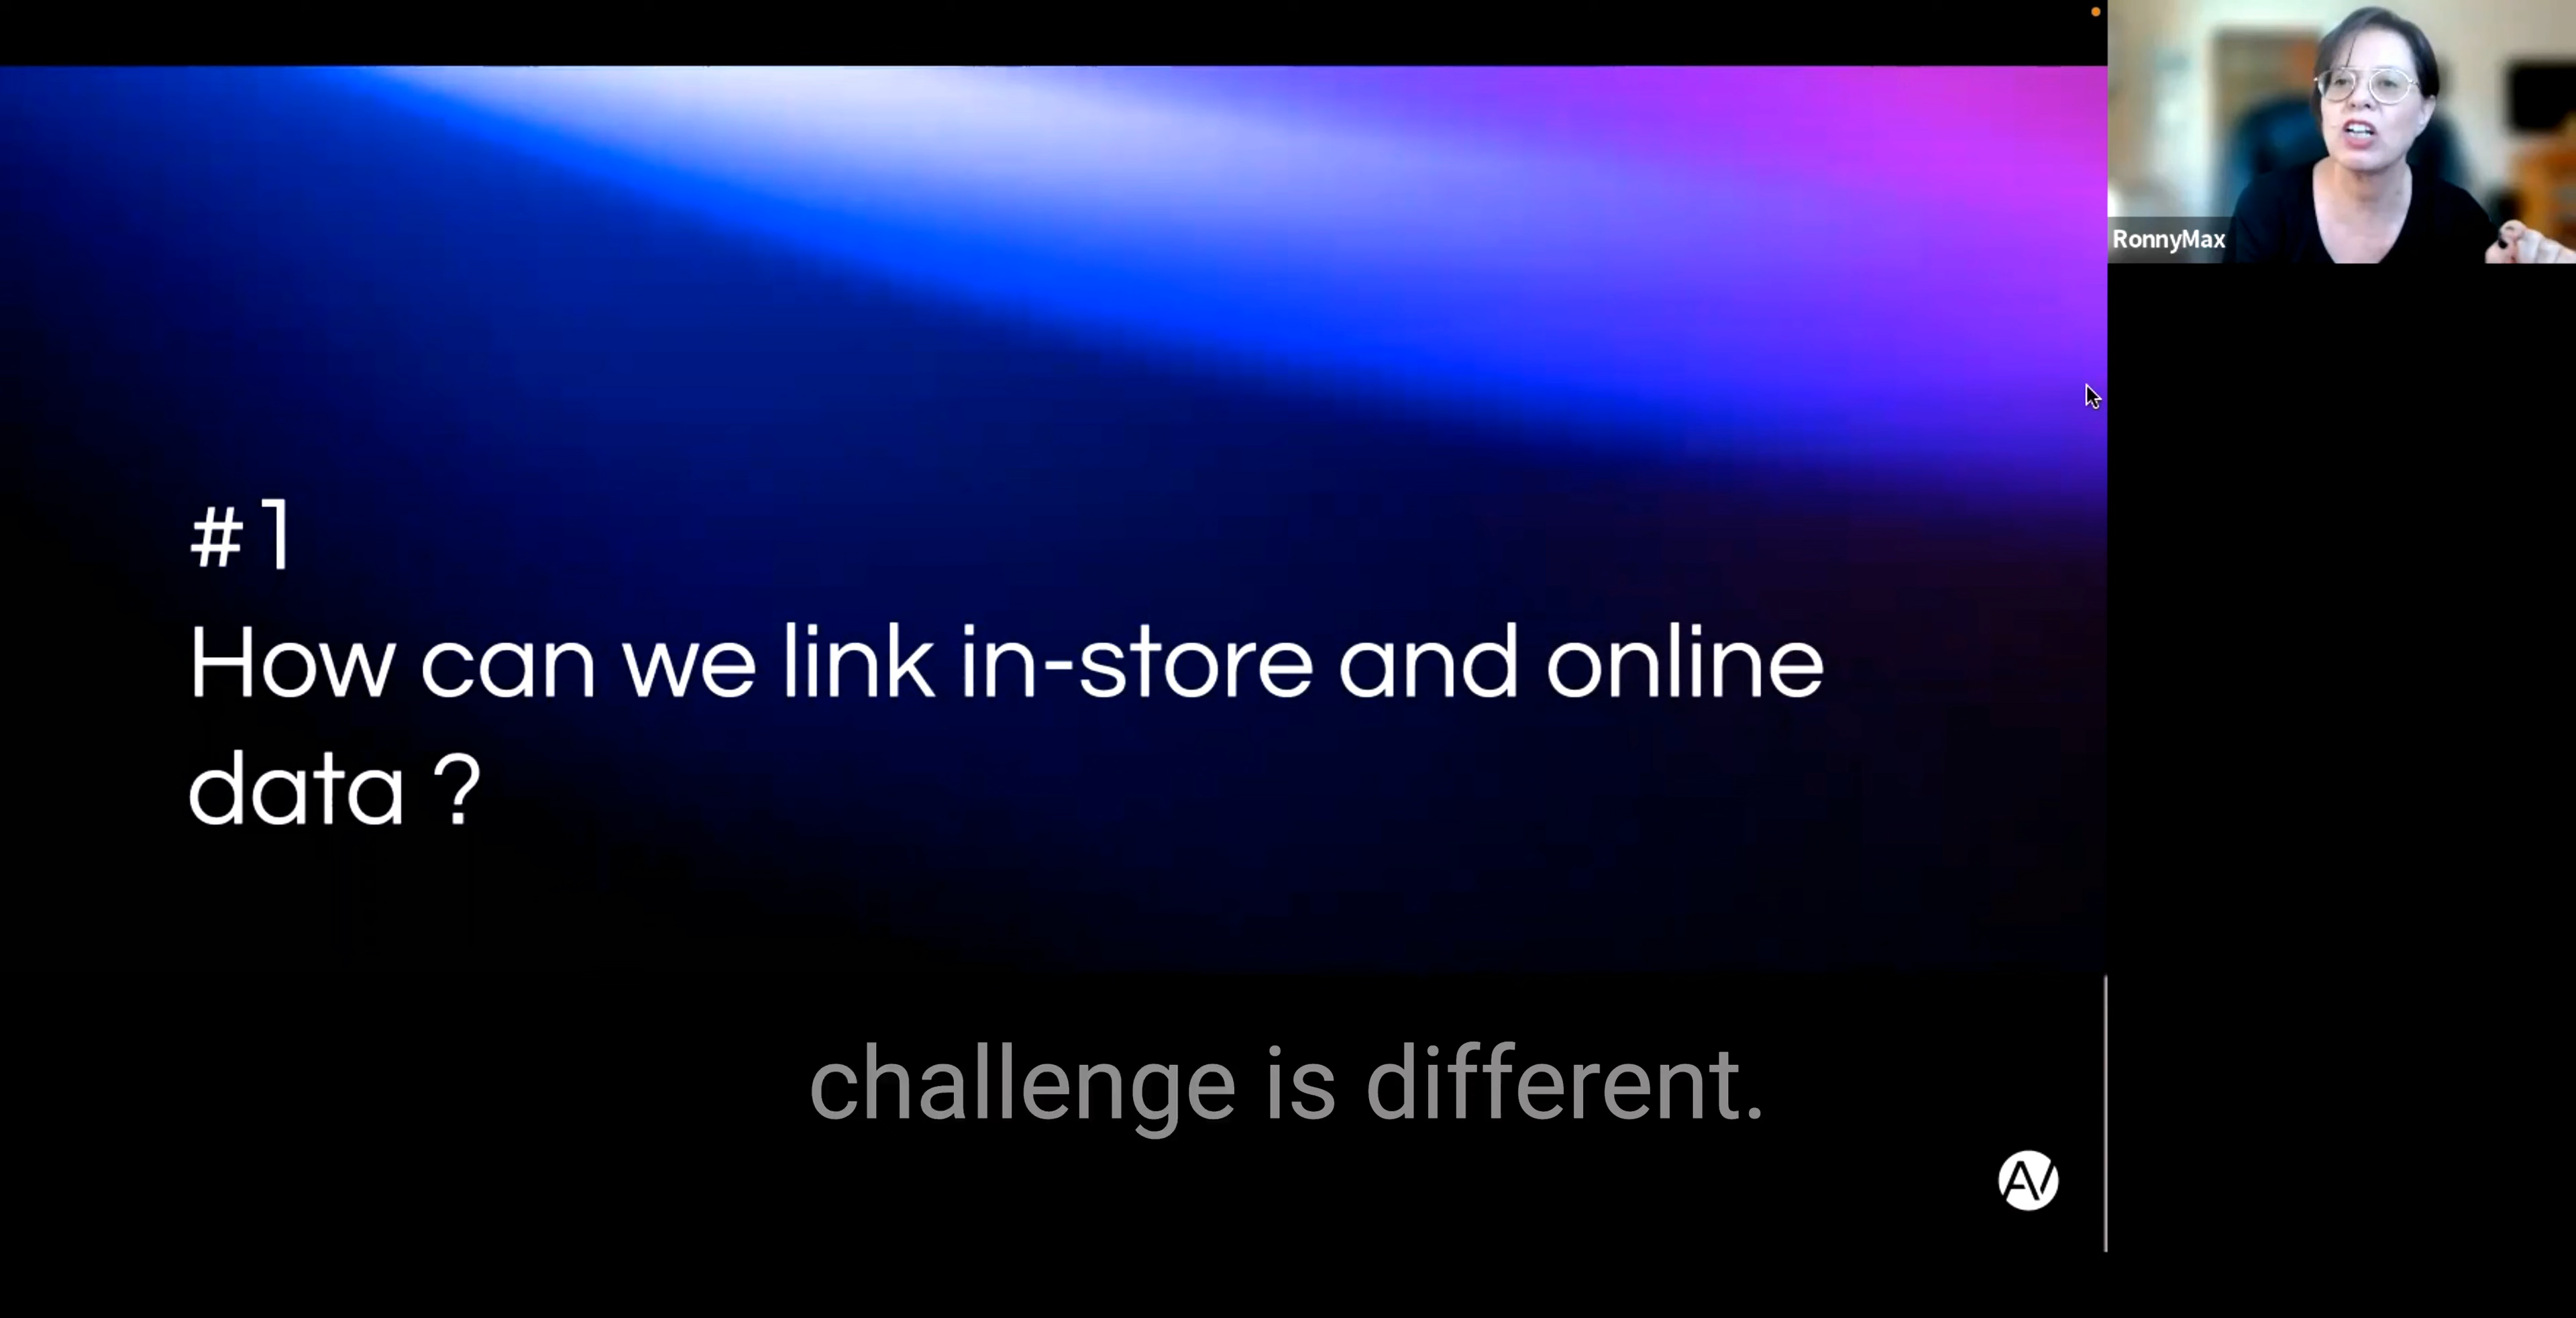 RonnyMax
#1
How can we link in-store and online
data ?
challenge is different.
AV